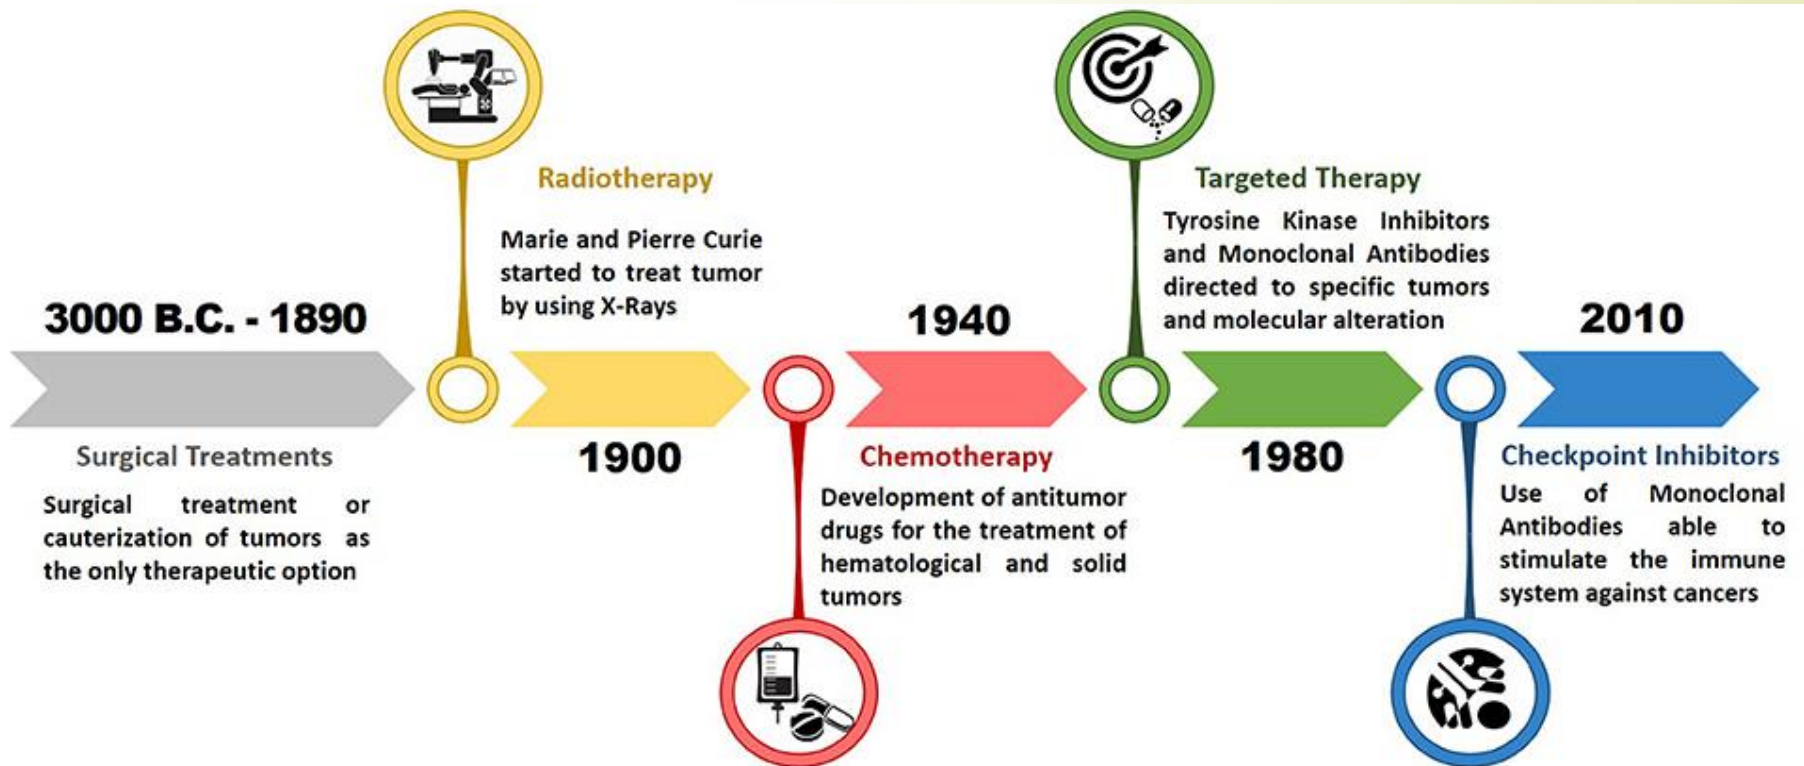 3000 B.C. - 1890
Surgical Treatments
Surgical treatment or
cauterization of tumors as
the only therapeutic option
Radiotherapy
Marie and Pierre Curie
started to treat tumor
by using X-Rays
1900
1940
Chemotherapy
Development of antitumor
drugs for the treatment of
hematological and solid
tumors
Targeted Therapy
Tyrosine Kinase Inhibitors
and Monoclonal Antibodies
directed to specific tumors
and molecular alteration
1980
2010
Checkpoint Inhibitors
Use of Monoclonal
Antibodies able to
stimulate the immune
system against cancers